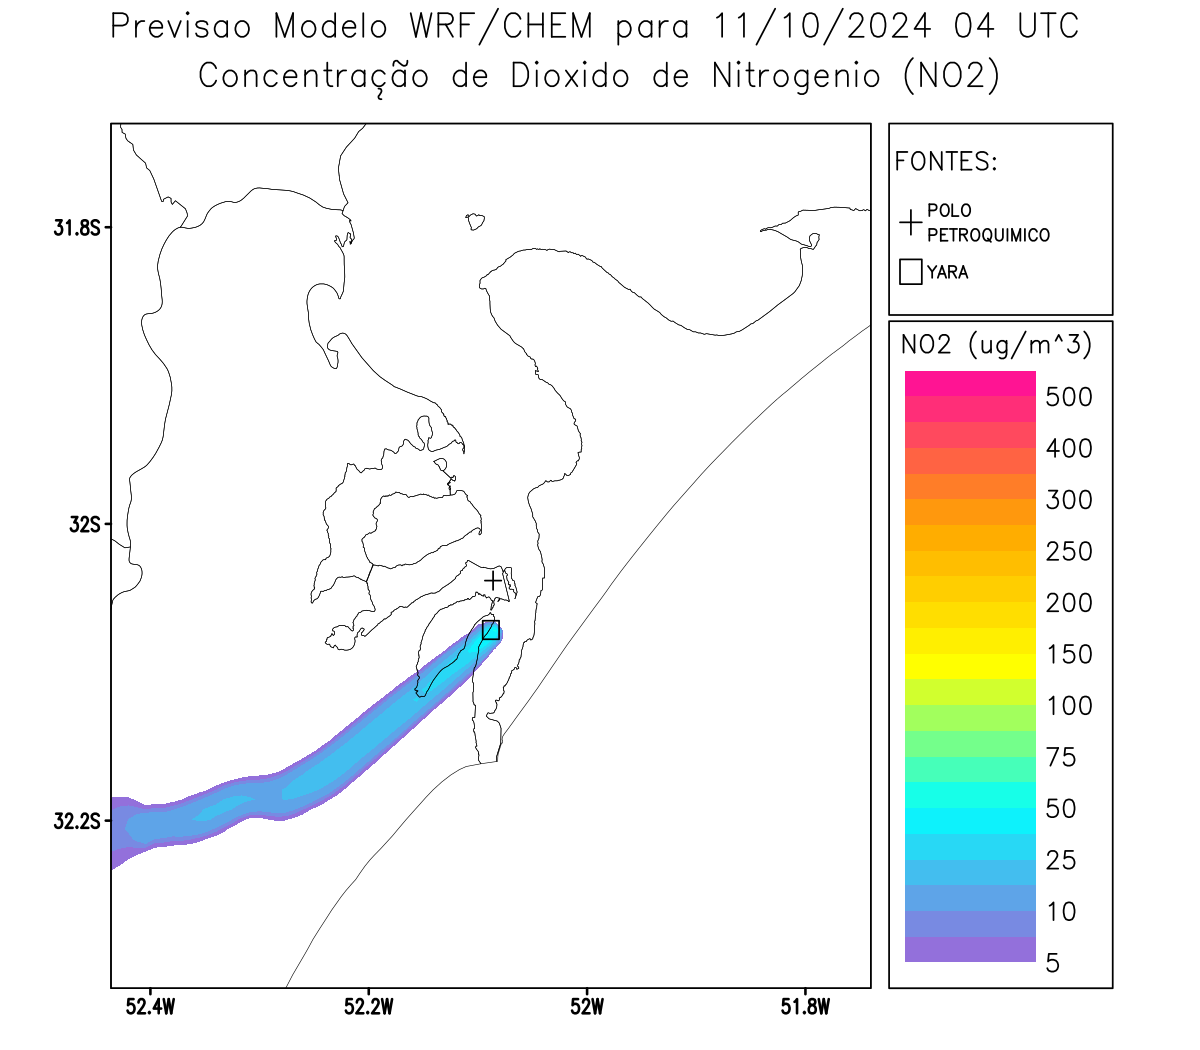 Previsao Modelo WRF/CHEM para 11/10/2024 04 UTC
Concentração de Dioxido de Nitrogenio (NO2)
31.8S
32S
32.2S
52.4W
52.2W
52W
51.8W
FONTES:
POLO
PETROQUIMICO
YARA
NO2 (ug/m^3)
500
400
300
250
200
150
100
75
50
25
10
5